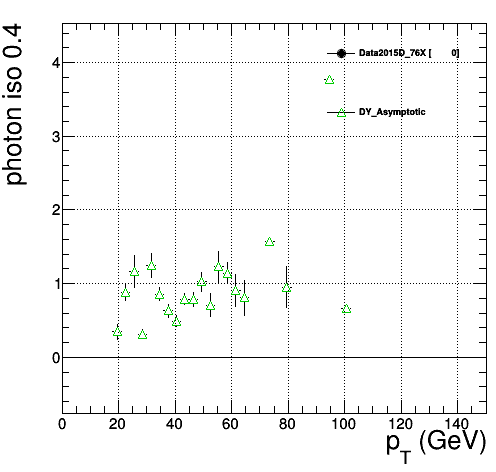 photon iso 0.4
Data2015D_76X [ 0]
DY_Asymptotic
4
3
2
1
0
0 20 40 60 80 100 120 140
p_T (GeV)